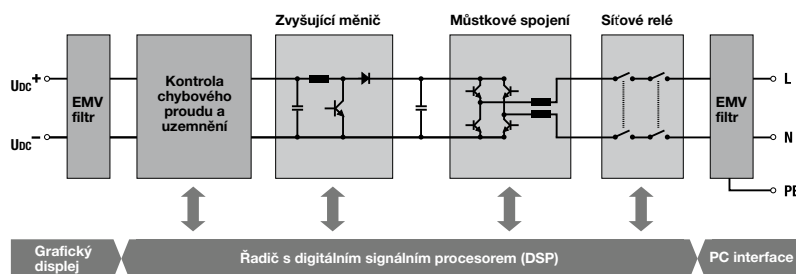 Zvyšující měnič
Můstkové spojení
Síťové relé
UDC+
UDC−
EMV
filtr
Kontrola
chybového
proudu a
uzemnění
EMV
filtr
L
N
PE
Grafický
displej
Řadič s digitálním signálním procesorem (DSP)
PC interface